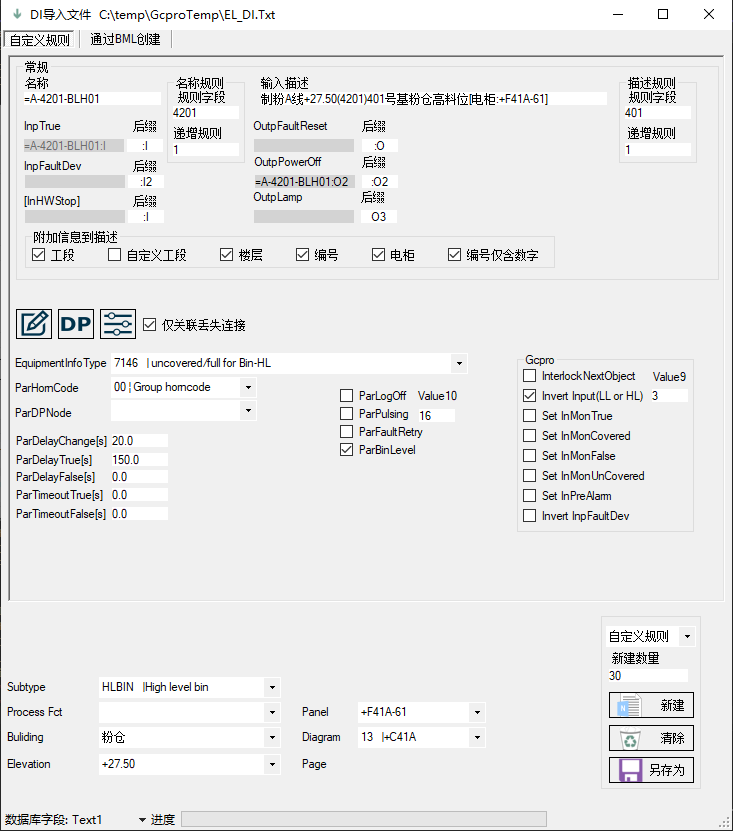 DI导入文件 C:\temp\GcproTemp\EL_DI.Txt
自定义规则 通过BML创建
常规
名称 名称规则 输入描述 描述规则
=A-4201-BLH01 规则字段 制粉A线+27.50(4201)401号基粉仓高料位[电柜:+F41A-61] 规则字段
4201 401
InpTrue 后缀 递增规则 OutpFaultReset 后缀 递增规则
=A-4201-BLH01:I :I 1 :O 1
InpFaultDev 后缀 OutpPowerOff 后缀
:I2 =A-4201-BLH01:O2 :O2
[InHWStop] 后缀 OutpLamp 后缀
:I O3
附加信息到描述
工段 自定义工段 楼层 编号 电柜 编号仅含数字
DP 仅关联丢失连接
EquipmentInfoType 7146 |uncovered/full for Bin-HL
ParHornCode 00 ¦ Group horncode
ParDPNode
ParDelayChange[s] 20.0
ParDelayTrue[s] 150.0
ParDelayFalse[s] 0.0
ParTimeoutTrue[s] 0.0
ParTimeoutFalse[s] 0.0
ParLogOff Value10
ParPulsing 16
ParFaultRetry
ParBinLevel
Gcpro
InterlockNextObject Value9
Invert Input(LL or HL) 3
Set InMonTrue
Set InMonCovered
Set InMonFalse
Set InMonUnCovered
Set InPreAlarm
Invert InpFaultDev
自定义规则
新建数量
30
新建
清除
另存为
Subtype HLBIN |High level bin
Process Fct Panel +F41A-61
Buliding 粉仓 Diagram 13 |+C41A
Elevation +27.50 Page
数据库字段: Text1 进度